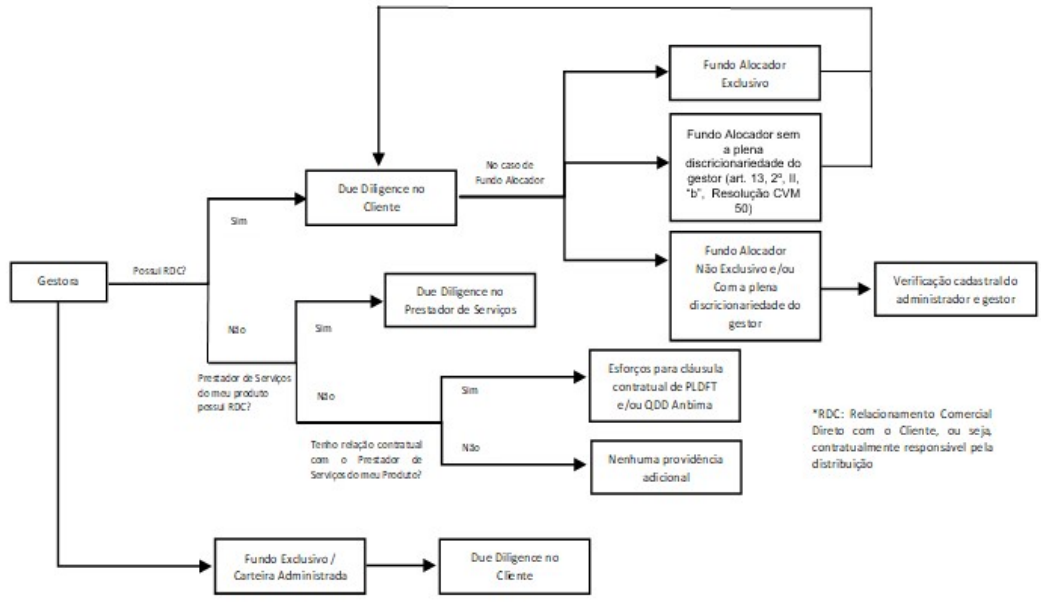 Fundo Alocador
Exclusivo
Fundo Alocador sem
a plena
discricionariedade do
gestor (art. 13, 2º, II,
"b", Resolução CVM
50)
No caso de
Fundo Alocador
Due Diligence no
Cliente
Sim
Fundo Alocador
Não Exclusivo e/ou
Com a plena
discricionariedade do
gestor
Verificação cadastral do
administrador e gestor
Gestora
Possui RDC?
Due Diligence no
Prestador de Serviços
Não
Sim
Prestador de Serviços
do meu produto
possui RDC?
Não
Esforços para cláusula
contratual de PLDFT
e/ou QDD Anbima
Sim
*RDC: Relacionamento Comercial
Direto com o Cliente, ou seja,
contratualmente responsável pela
distribuição
Tenho relação contratual
com o Prestador de
Serviços do meu Produto?
Não
Nenhuma providência
adicional
Fundo Exclusivo /
Carteira Administrada
Due Diligence no
Cliente